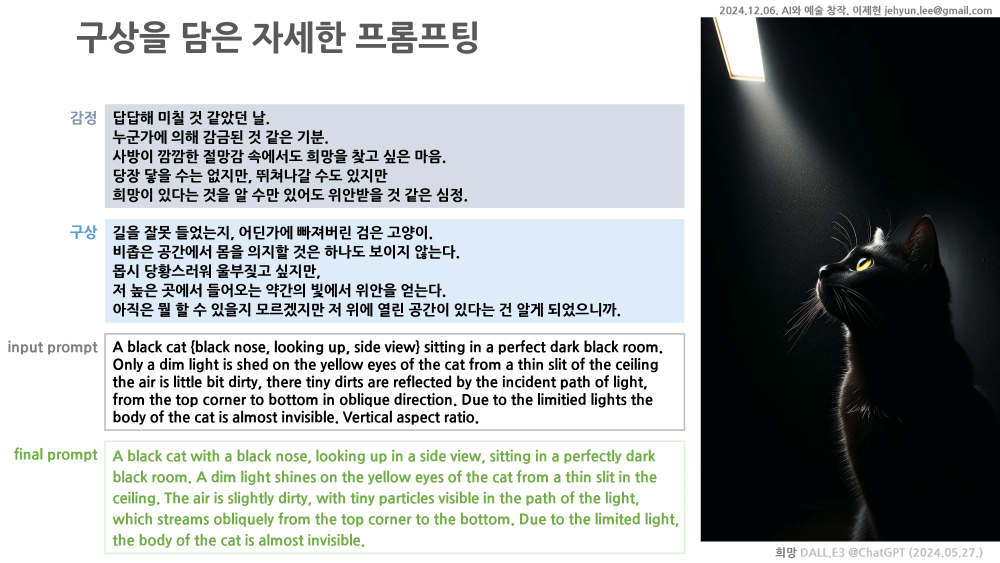 2024.12.06. AI와 예술 창작. 이제현 jehyun.lee@gmail.com
구상을 담은 자세한 프롬프팅
감정
답답해 미칠 것 같았던 날.
누군가에 의해 감금된 것 같은 기분.
사방이 깜깜한 절망감 속에서도 희망을 찾고 싶은 마음.
당장 닿을 수는 없지만, 뛰쳐나갈 수도 있지만
희망이 있다는 것을 알 수만 있어도 위안받을 것 같은 심정.
구상
길을 잘못 들었는지, 어딘가에 빠져버린 검은 고양이.
비좁은 공간에서 몸을 의지할 것은 하나도 보이지 않는다.
몹시 당황스러워 울부짖고 싶지만,
저 높은 곳에서 들어오는 약간의 빛에서 위안을 얻는다.
아직은 뭘 할 수 있을지 모르겠지만 저 위에 열린 공간이 있다는 건 알게 되었으니까.
input prompt
A black cat {black nose, looking up, side view} sitting in a perfect dark black room.
Only a dim light is shed on the yellow eyes of the cat from a thin slit of the ceiling
the air is little bit dirty, there tiny dirts are reflected by the incident path of light,
from the top corner to bottom in oblique direction. Due to the limitied lights the
body of the cat is almost invisible. Vertical aspect ratio.
final prompt
A black cat with a black nose, looking up in a side view, sitting in a perfectly dark
black room. A dim light shines on the yellow eyes of the cat from a thin slit in the
ceiling. The air is slightly dirty, with tiny particles visible in the path of the light,
which streams obliquely from the top corner to the bottom. Due to the limited light,
the body of the cat is almost invisible.
희망 DALL.E3 @ChatGPT (2024.05.27.)